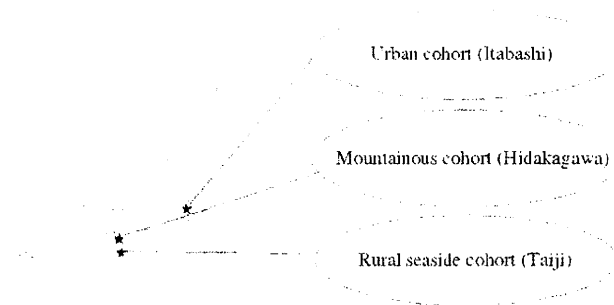 Urban cohort (Itabashi)
Mountainous cohort (Hidakagawa)
Rural seaside cohort (Taiji)